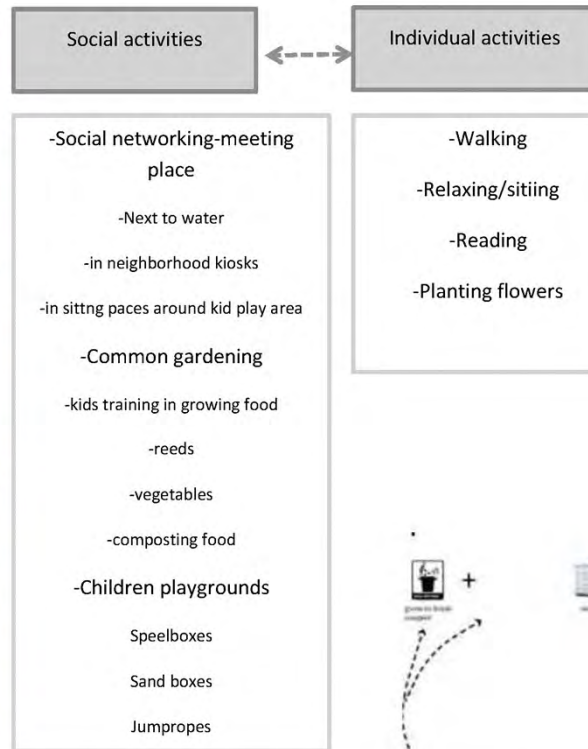 Social activities
Individual activities
-Social networking-meeting
place
-Next to water
-in neighborhood kiosks
-in sittng paces around kid play area
-Common gardening
-kids training in growing food
-reeds
-vegetables
-composting food
-Children playgrounds
Speelboxes
Sand boxes
Jumpropes
-Walking
-Relaxing/sitiing
-Reading
-Planting flowers
+